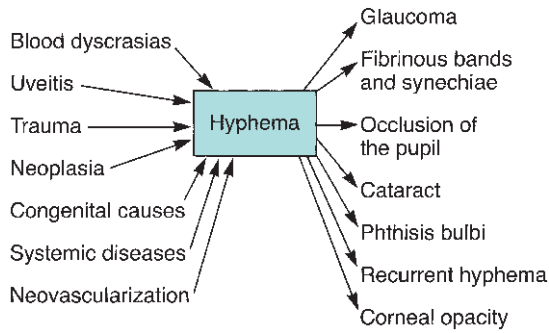 Blood dyscrasias
Uveitis
Trauma
Neoplasia
Congenital causes
Systemic diseases
Neovascularization
Hyphema
Glaucoma
Fibrinous bands
and synechiae
Occlusion of
the pupil
Cataract
Phthisis bulbi
Recurrent hyphema
Corneal opacity